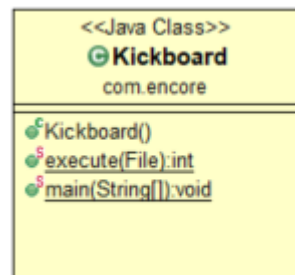 <<Java Class>>
Kickboard
com.encore
Kickboard()
execute(File):int
main(String[]):void